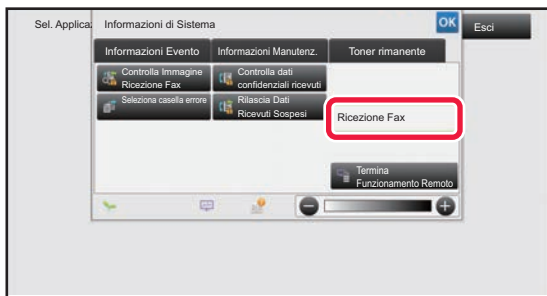 Sel. Applica
Informazioni di Sistema
OK
Esci
Informazioni Evento
Informazioni Manutenz.
Toner rimanente
Controlla Immagine
Ricezione Fax
Controlla dati
confidenziali ricevuti
Seleziona casella errore
Rilascia Dati
Ricevuti Sospesi
Ricezione Fax
Termina
Funzionamento Remoto